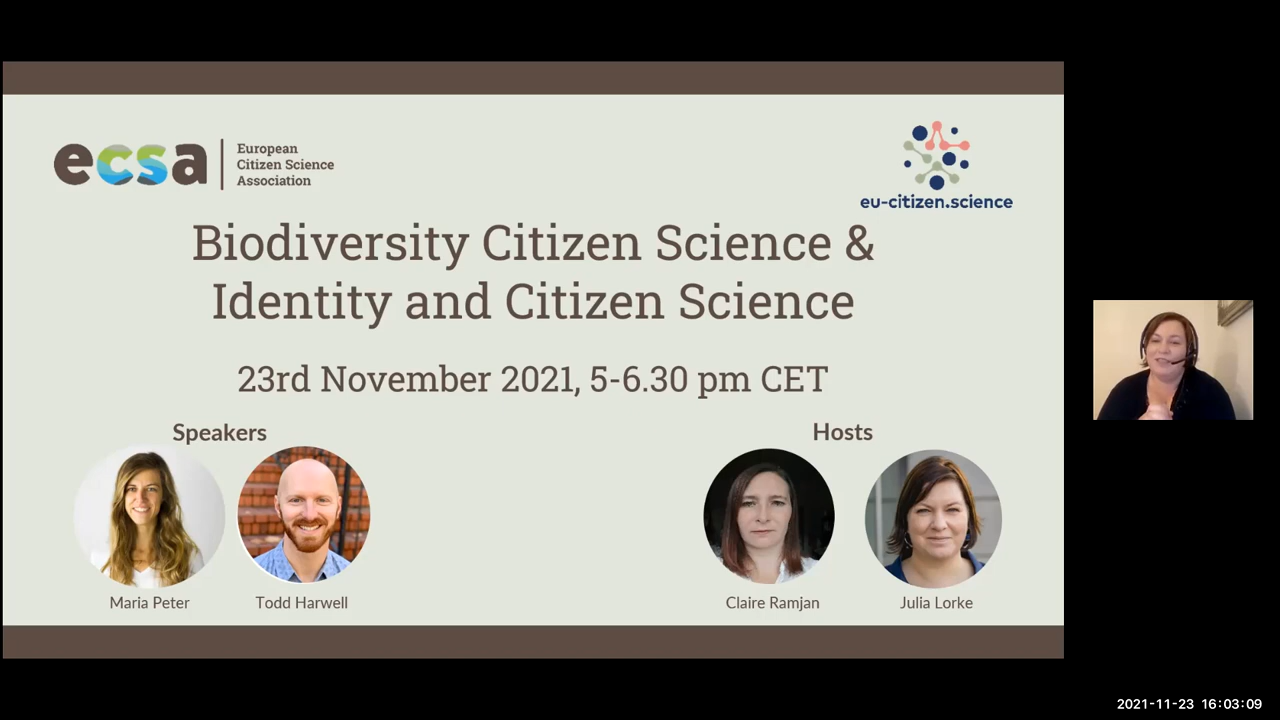 ecsa
European
Citizen Science
Association
eu-citizen.science
Biodiversity Citizen Science &
Identity and Citizen Science
23rd November 2021, 5-6.30 pm CET
Speakers
Hosts
Maria Peter
Todd Harwell
Claire Ramjan
Julia Lorke
2021-11-23 16:03:09